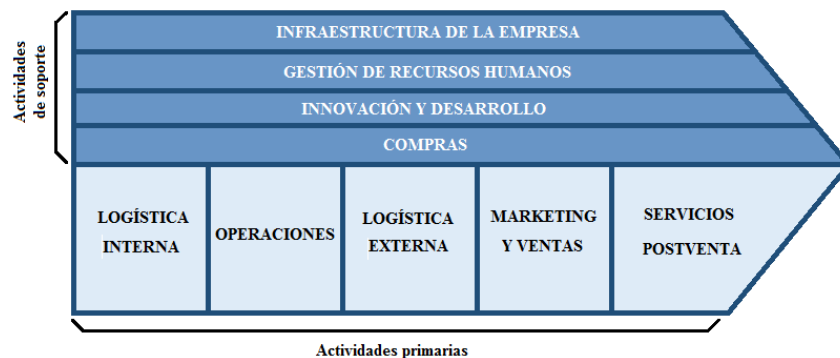 Actividades
de soporte
INFRAESTRUCTURA DE LA EMPRESA
GESTIÓN DE RECURSOS HUMANOS
INNOVACIÓN Y DESARROLLO
COMPRAS
LOGÍSTICA
INTERNA
OPERACIONES
LOGÍSTICA
EXTERNA
MARKETING
Y VENTAS
SERVICIOS
POSTVENTA
Actividades primarias